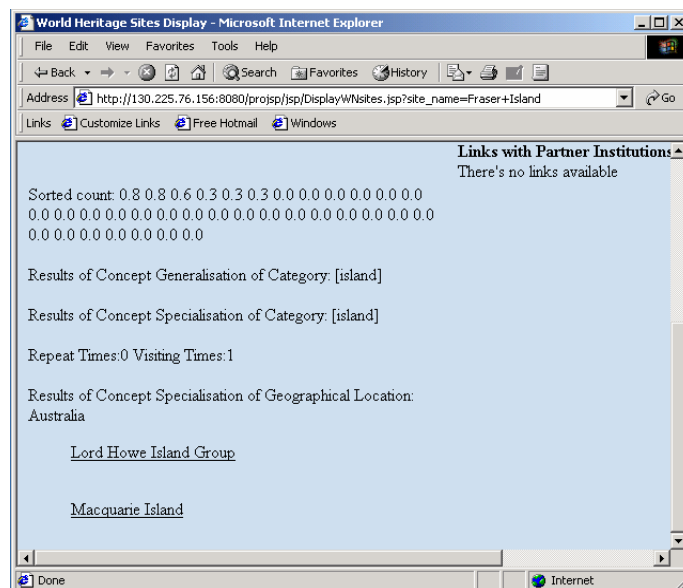 World Heritage Sites Display - Microsoft Internet Explorer
File Edit View Favorites Tools Help
Back Search Favorites History
Address http://130.225.76.156:8080/projsp/jsp/DisplayWNsites.jsp?site_name=Fraser+Island Go
Links Customize Links Free Hotmail Windows
Links with Partner Institutions
There's no links available
Sorted count: 0.8 0.8 0.6 0.3 0.3 0.3 0.0 0.0 0.0 0.0 0.0 0.0
0.0 0.0 0.0 0.0 0.0 0.0 0.0 0.0 0.0 0.0 0.0 0.0 0.0 0.0 0.0 0.0
0.0 0.0 0.0 0.0 0.0 0.0 0.0
Results of Concept Generalisation of Category: [island]
Results of Concept Specialisation of Category: [island]
Repeat Times:0 Visiting Times:1
Results of Concept Specialisation of Geographical Location:
Australia
Lord Howe Island Group
Macquarie Island
Done Internet